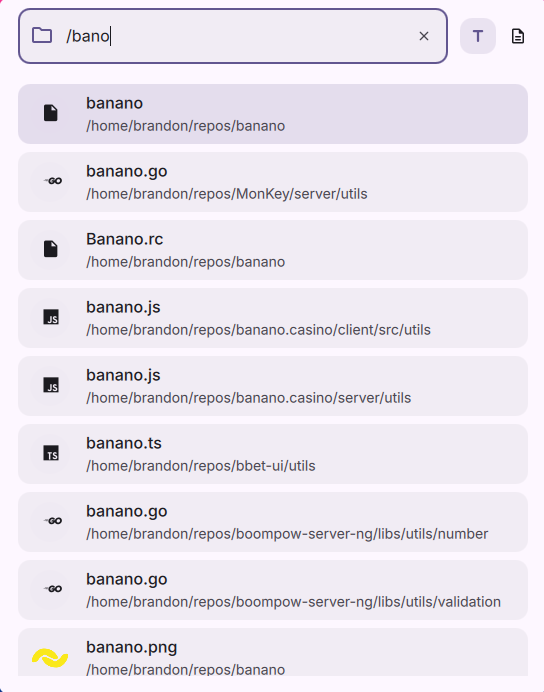 /bano
T
banano
/home/brandon/repos/banano
GO
banano.go
/home/brandon/repos/MonKey/server/utils
Banano.rc
/home/brandon/repos/banano
JS
banano.js
/home/brandon/repos/banano.casino/client/src/utils
JS
banano.js
/home/brandon/repos/banano.casino/server/utils
TS
banano.ts
/home/brandon/repos/bbet-ui/utils
GO
banano.go
/home/brandon/repos/boompow-server-ng/libs/utils/number
GO
banano.go
/home/brandon/repos/boompow-server-ng/libs/utils/validation
banano.png
/home/brandon/repos/banano